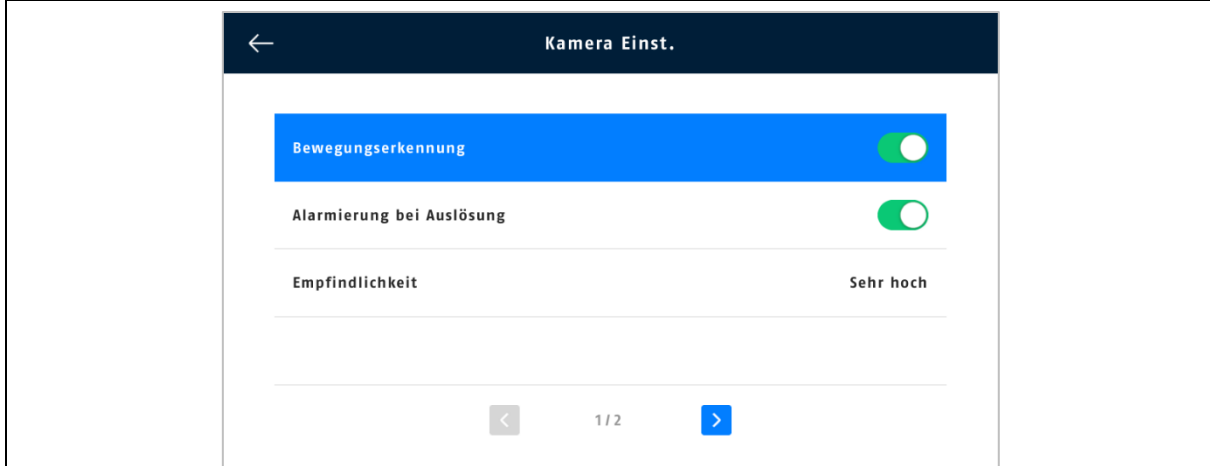 Kamera Einst.
Bewegungserkennung
Alarmierung bei Auslösung
Empfindlichkeit Sehr hoch
1/2